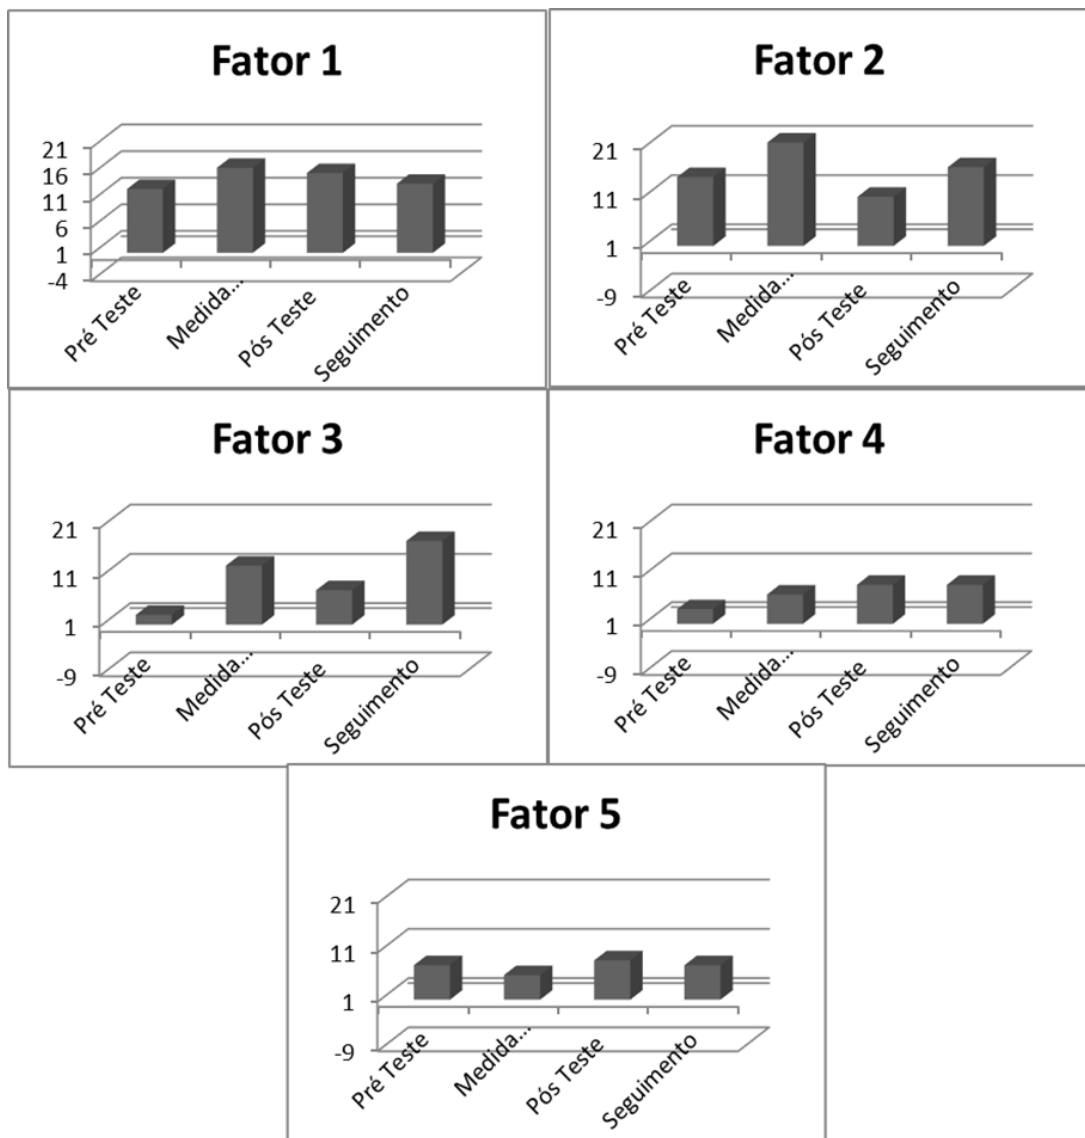 Fator 1
21
16
11
6
1
-4
Pré Teste
Medida...
Pós Teste
Seguimento
Fator 2
21
11
1
-9
Pré Teste
Medida...
Pós Teste
Seguimento
Fator 3
21
11
1
-9
Pré Teste
Medida...
Pós Teste
Seguimento
Fator 4
21
11
1
-9
Pré Teste
Medida...
Pós Teste
Seguimento
Fator 5
21
11
1
-9
Pré Teste
Medida...
Pós Teste
Seguimento